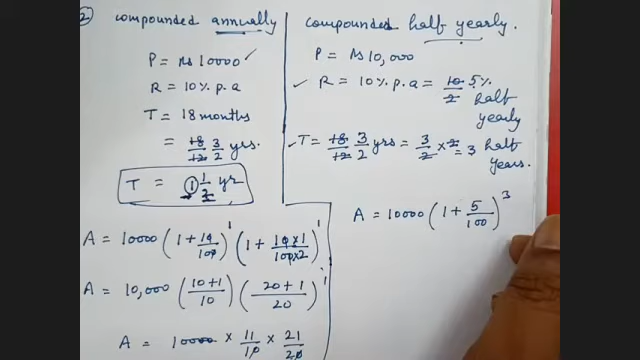 2) compounded annually
P = Rs 10000 ✓
R = 10% p.a
T = 18 months
= 18/12 3/2 yrs.
T = 1 1/2 yr
A = 10000 (1 + 10/100)^1 (1 + 10×1/100×2)^1
A = 10,000 (10+1/10) (20+1/20)^1
A = 10000 × 11/10 × 21/20
compounded half yearly.
P = Rs 10,000
✓ R = 10% p.a = 10/2 5% half yearly
✓ T = 18/12 3/2 yrs = 3/2 × 2 = 3 half years.
A = 10000 (1 + 5/100)^3